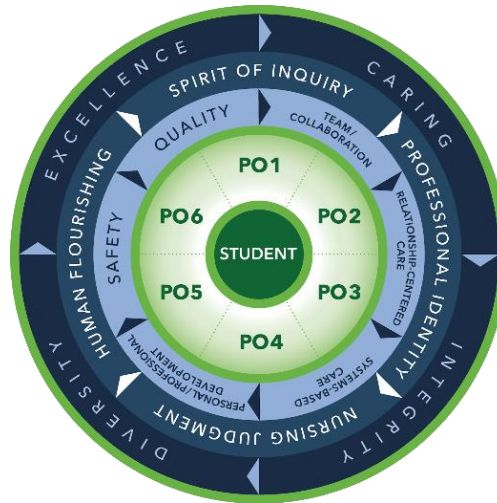 EXCELLENCE
CARING
INTEGRITY
DIVERSITY
SPIRIT OF INQUIRY
PROFESSIONAL IDENTITY
NURSING JUDGMENT
HUMAN FLOURISHING
QUALITY
TEAM/
COLLABORATION
RELATIONSHIP-CENTERED
CARE
SYSTEMS-BASED
CARE
PERSONAL/PROFESSIONAL
DEVELOPMENT
SAFETY
PO1
PO2
PO3
PO4
PO5
PO6
STUDENT